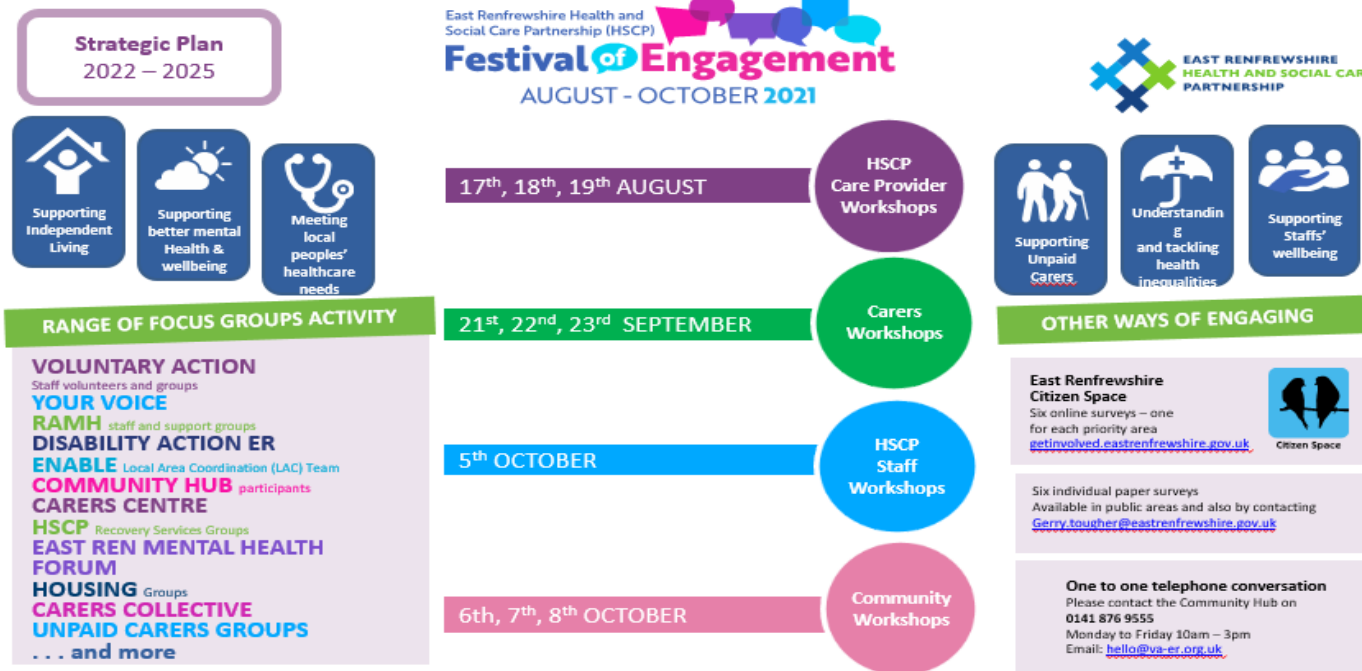 Strategic Plan
2022 – 2025
East Renfrewshire Health and
Social Care Partnership (HSCP)
Festival of Engagement
AUGUST - OCTOBER 2021
EAST RENFREWSHIRE
HEALTH AND SOCIAL CAR
PARTNERSHIP
Supporting
Independent
Living
Supporting
better mental
Health &
wellbeing
Meeting
local
peoples’
healthcare
needs
17th, 18th, 19th AUGUST
HSCP
Care Provider
Workshops
21st, 22nd, 23rd SEPTEMBER
Carers
Workshops
5th OCTOBER
HSCP
Staff
Workshops
6th, 7th, 8th OCTOBER
Community
Workshops
Supporting
Unpaid
Carers
Understandin
g
and tackling
health
inequalities
Supporting
Staffs’
wellbeing
RANGE OF FOCUS GROUPS ACTIVITY
VOLUNTARY ACTION
Staff volunteers and groups
YOUR VOICE
RAMH staff and support groups
DISABILITY ACTION ER
ENABLE Local Area Coordination (LAC) Team
COMMUNITY HUB participants
CARERS CENTRE
HSCP Recovery Services Groups
EAST REN MENTAL HEALTH
FORUM
HOUSING Groups
CARERS COLLECTIVE
UNPAID CARERS GROUPS
. . . and more
OTHER WAYS OF ENGAGING
East Renfrewshire
Citizen Space
Six online surveys – one
for each priority area
getinvolved.eastrenfrewshire.gov.uk
Citizen Space
Six individual paper surveys
Available in public areas and also by contacting
Gerry.tougher@eastrenfrewshire.gov.uk
One to one telephone conversation
Please contact the Community Hub on
0141 876 9555
Monday to Friday 10am – 3pm
Email: hello@va-er.org.uk